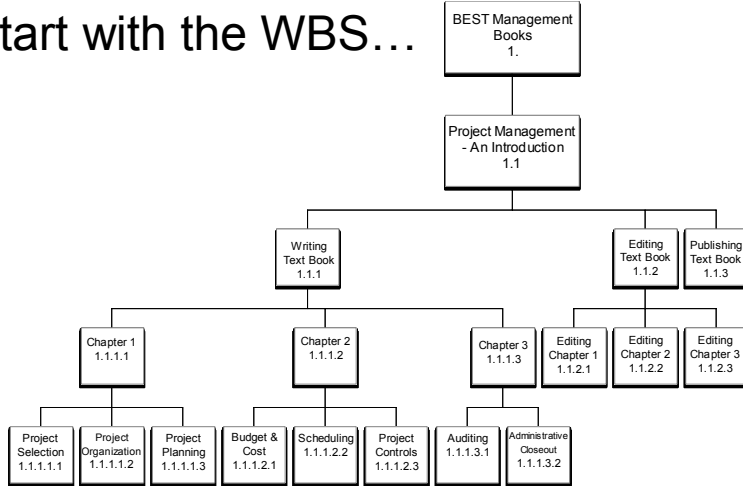 tart with the WBS…
BEST Management
Books
1.
Project Management
- An Introduction
1.1
Writing
Text Book
1.1.1
Editing
Text Book
1.1.2
Publishing
Text Book
1.1.3
Chapter 1
1.1.1.1
Chapter 2
1.1.1.2
Chapter 3
1.1.1.3
Editing
Chapter 1
1.1.2.1
Editing
Chapter 2
1.1.2.2
Editing
Chapter 3
1.1.2.3
Project
Selection
1.1.1.1.1
Project
Organization
1.1.1.1.2
Project
Planning
1.1.1.1.3
Budget &
Cost
1.1.1.2.1
Scheduling
1.1.1.2.2
Project
Controls
1.1.1.2.3
Auditing
1.1.1.3.1
Administrative
Closeout
1.1.1.3.2